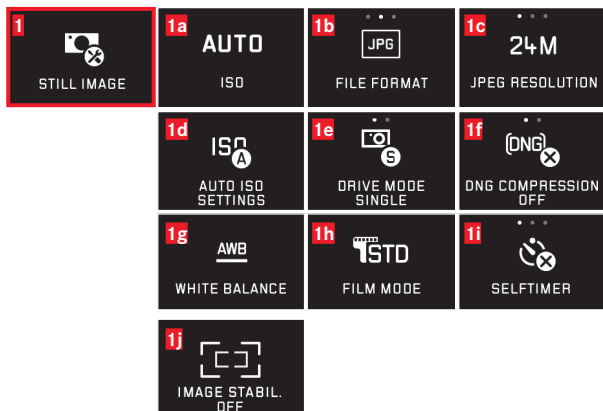 1
STILL IMAGE
1a
AUTO
ISO
1b
JPG
FILE FORMAT
1c
24M
JPEG RESOLUTION
1d
ISO
A
AUTO ISO
SETTINGS
1e
S
DRIVE MODE
SINGLE
1f
(DNG)
DNG COMPRESSION
OFF
1g
AWB
WHITE BALANCE
1h
STD
FILM MODE
1i
SELFTIMER
1j
IMAGE STABIL.
OFF